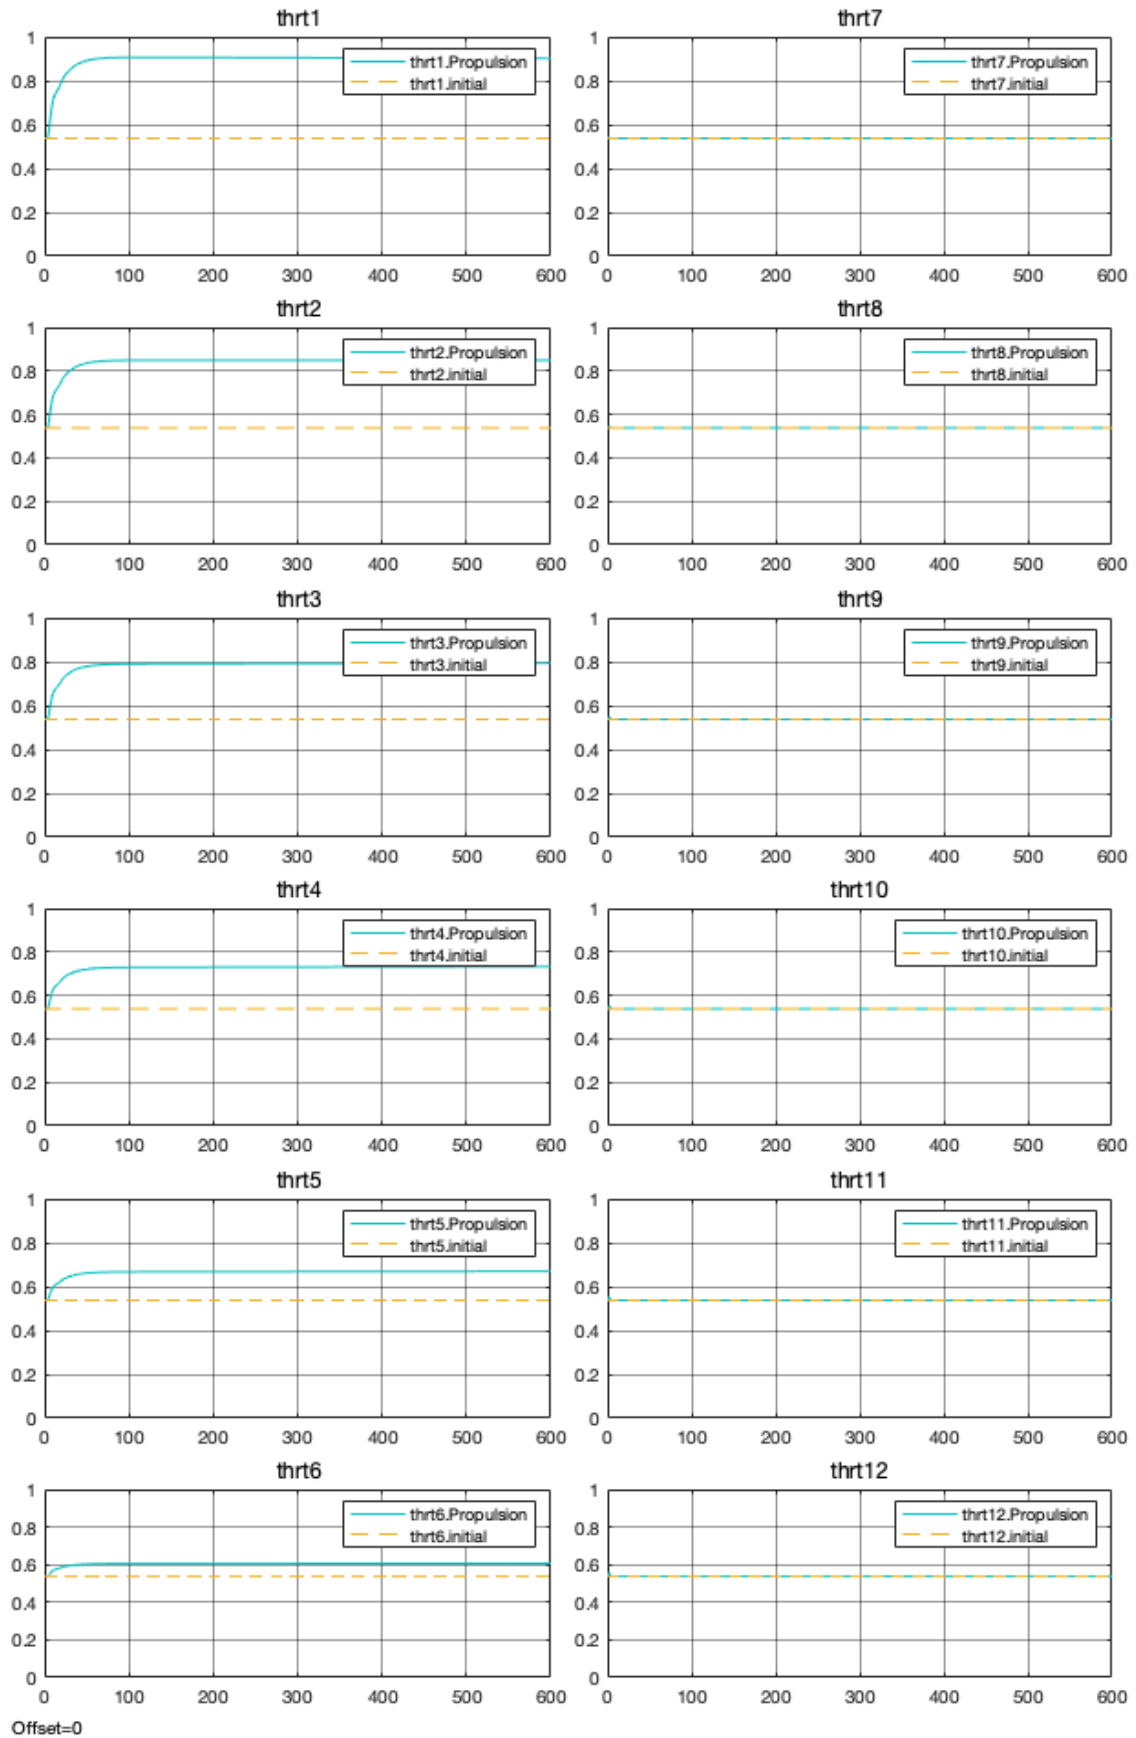 thrt1
thrt1.Propulsion
thrt1.initial
1
0.8
0.6
0.4
0.2
0
0 100 200 300 400 500 600
thrt7
thrt7.Propulsion
thrt7.initial
1
0.8
0.6
0.4
0.2
0
0 100 200 300 400 500 600
thrt2
thrt2.Propulsion
thrt2.initial
1
0.8
0.6
0.4
0.2
0
0 100 200 300 400 500 600
thrt8
thrt8.Propulsion
thrt8.initial
1
0.8
0.6
0.4
0.2
0
0 100 200 300 400 500 600
thrt3
thrt3.Propulsion
thrt3.initial
1
0.8
0.6
0.4
0.2
0
0 100 200 300 400 500 600
thrt9
thrt9.Propulsion
thrt9.initial
1
0.8
0.6
0.4
0.2
0
0 100 200 300 400 500 600
thrt4
thrt4.Propulsion
thrt4.initial
1
0.8
0.6
0.4
0.2
0
0 100 200 300 400 500 600
thrt10
thrt10.Propulsion
thrt10.initial
1
0.8
0.6
0.4
0.2
0
0 100 200 300 400 500 600
thrt5
thrt5.Propulsion
thrt5.initial
1
0.8
0.6
0.4
0.2
0
0 100 200 300 400 500 600
thrt11
thrt11.Propulsion
thrt11.initial
1
0.8
0.6
0.4
0.2
0
0 100 200 300 400 500 600
thrt6
thrt6.Propulsion
thrt6.initial
1
0.8
0.6
0.4
0.2
0
0 100 200 300 400 500 600
thrt12
thrt12.Propulsion
thrt12.initial
1
0.8
0.6
0.4
0.2
0
0 100 200 300 400 500 600
Offset=0